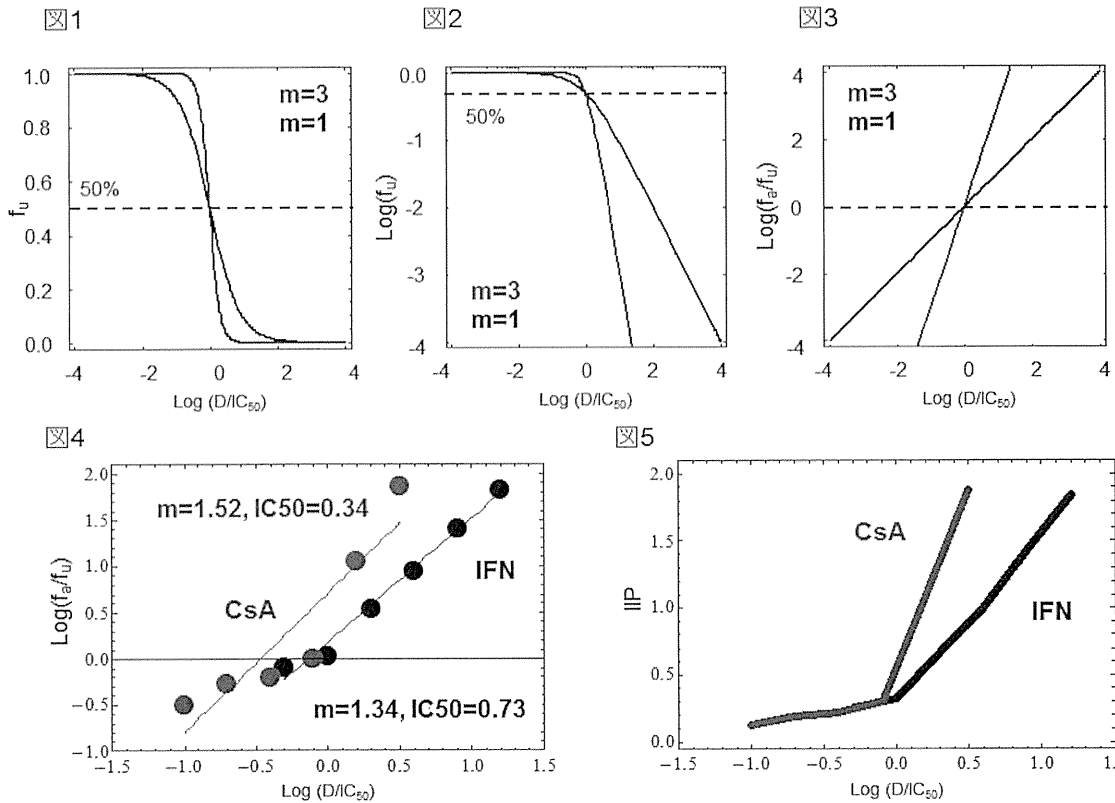 図1
1.0
0.8
0.6
0.4
0.2
0.0
f_u
50%
m=3
m=1
-4
-2
0
2
4
Log (D/IC₅₀)
図2
0.0
-1
-2
-3
-4
Log(f_u)
50%
m=3
m=1
-4
-2
0
2
4
Log (D/IC₅₀)
図3
4
2
0
-2
-4
Log(f_a/f_u)
m=3
m=1
-4
-2
0
2
4
Log (D/IC₅₀)
図4
2.0
1.5
1.0
0.5
0.0
−0.5
−1.0
Log(f_a/f_u)
m=1.52, IC50=0.34
CsA
IFN
m=1.34, IC50=0.73
−1.5
−1.0
−0.5
0.0
0.5
1.0
1.5
Log (D/IC₅₀)
図5
2.0
1.5
1.0
0.5
0.0
IIP
CsA
IFN
−1.5
−1.0
−0.5
0.0
0.5
1.0
1.5
Log (D/IC₅₀)